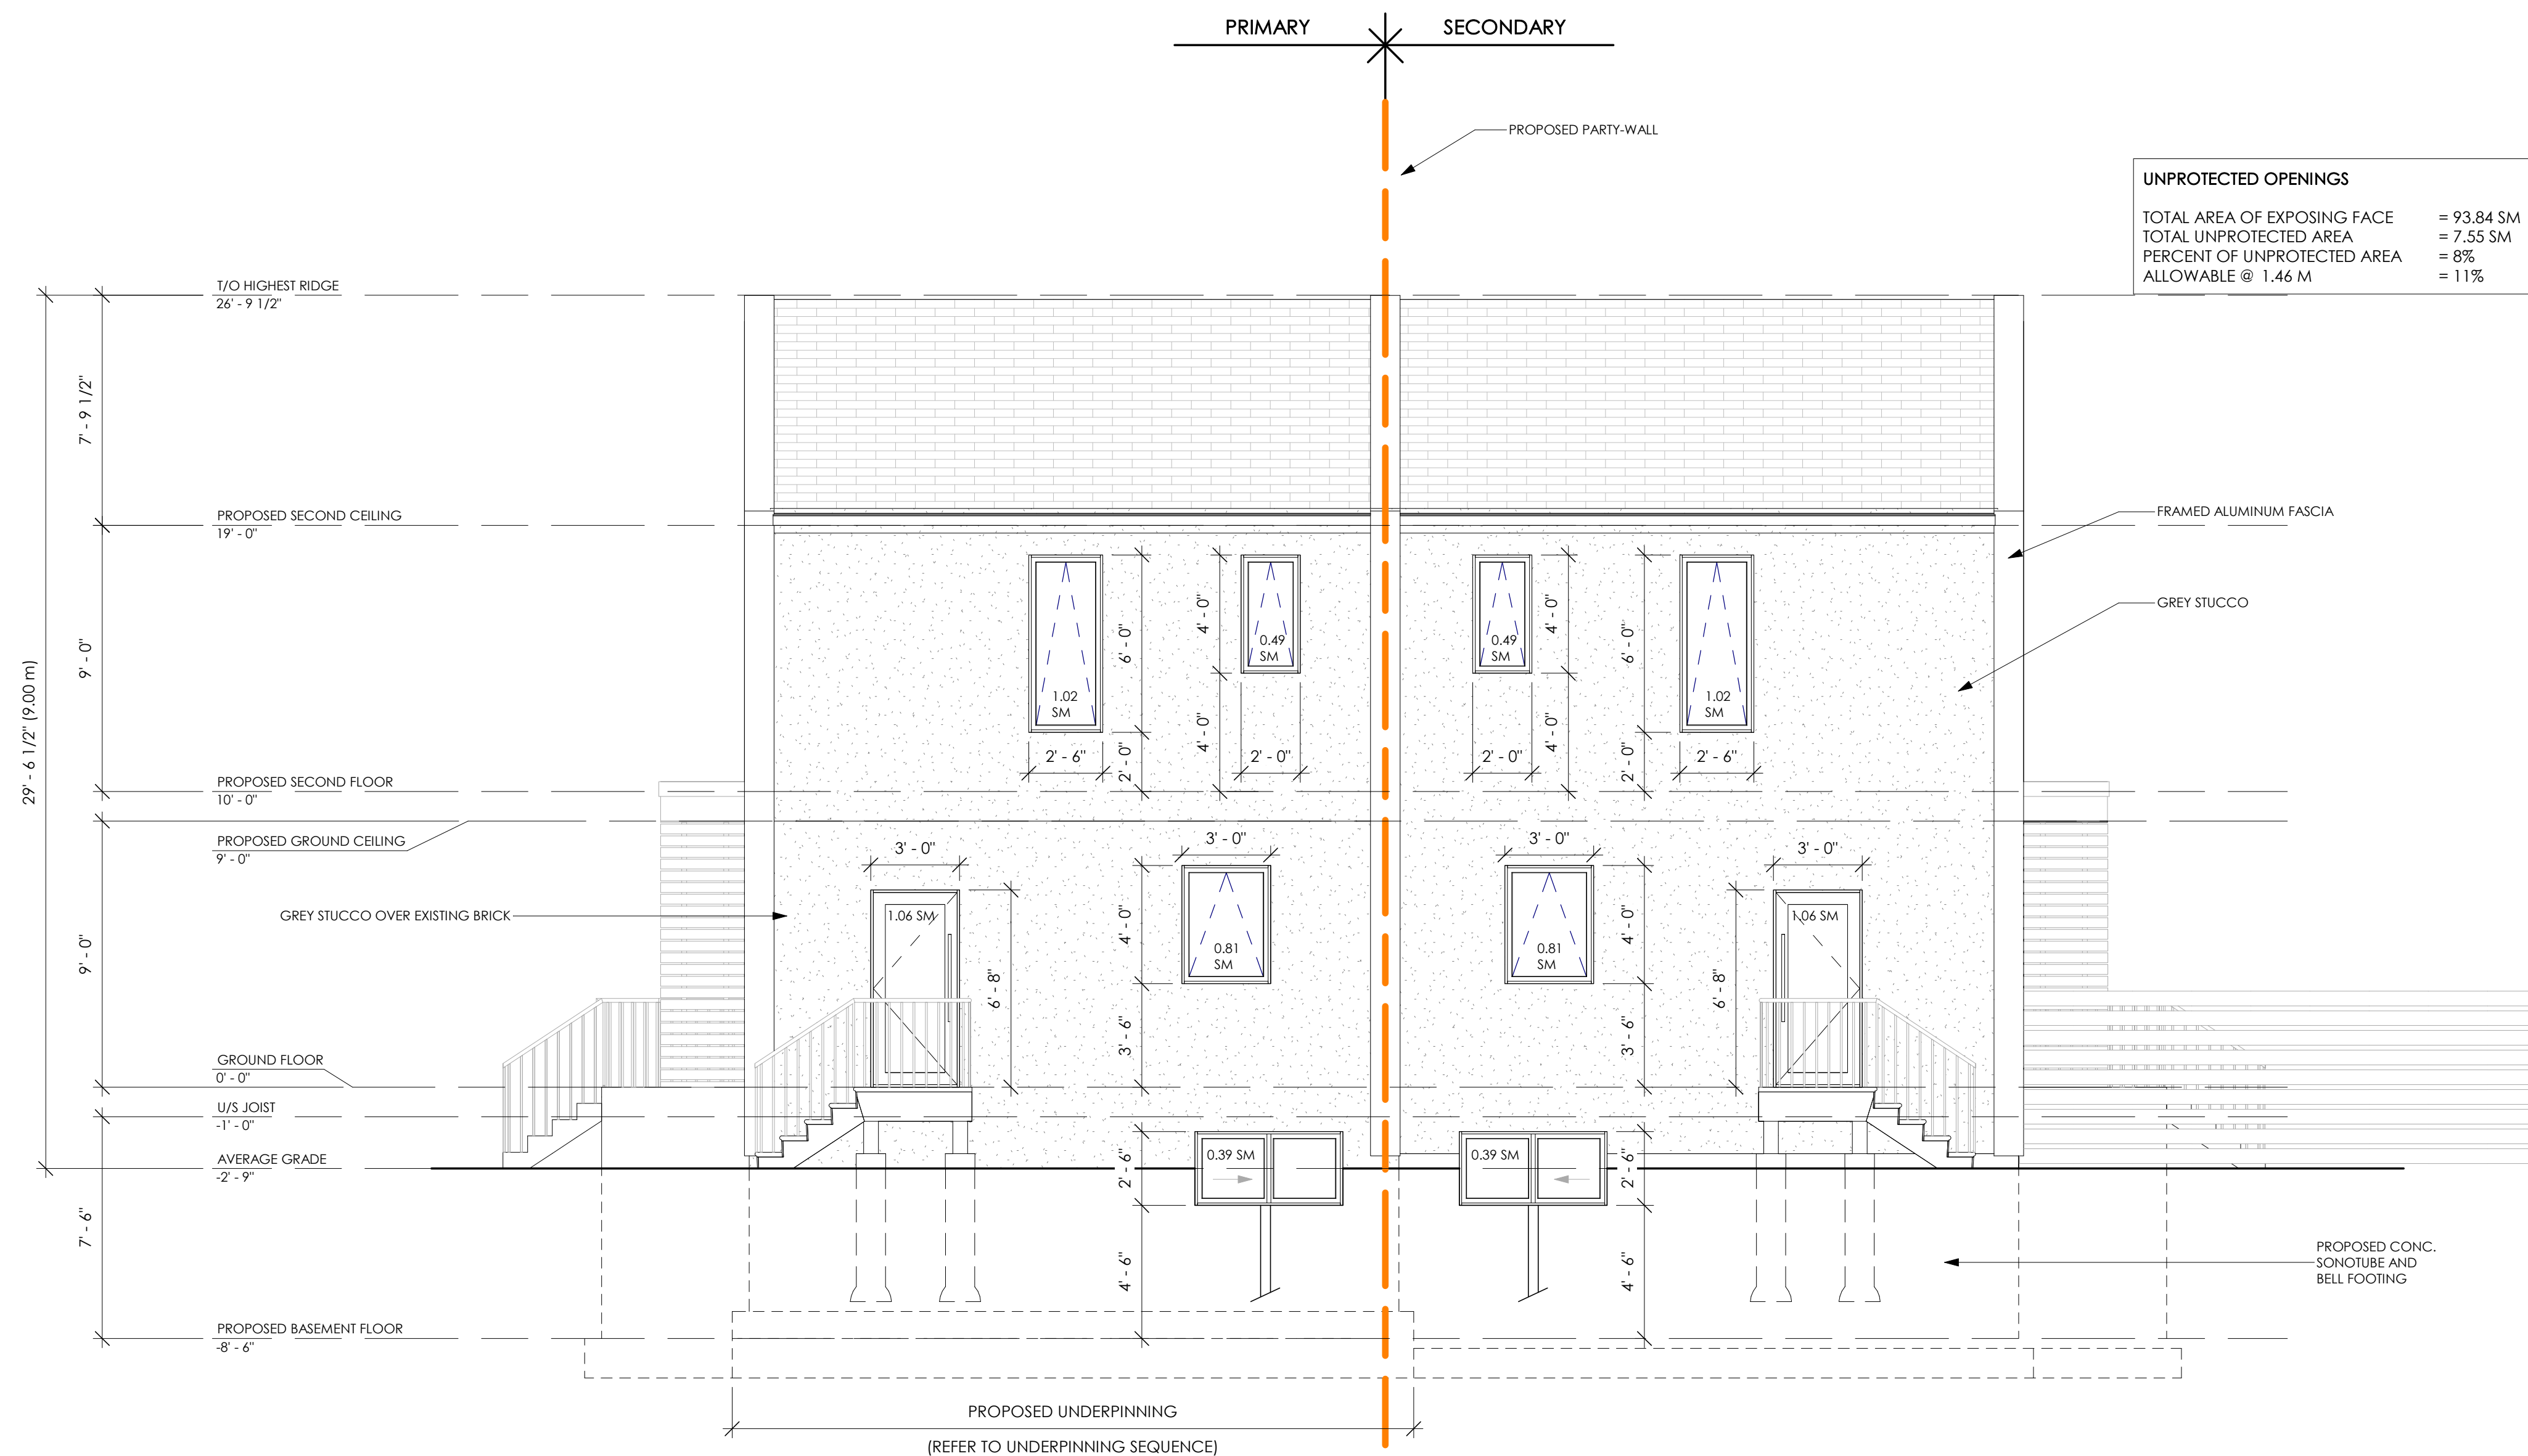 PRIMARY
SECONDARY
PROPOSED PARTY-WALL
UNPROTECTED OPENINGS
TOTAL AREA OF EXPOSING FACE = 93.84 SM
TOTAL UNPROTECTED AREA = 7.55 SM
PERCENT OF UNPROTECTED AREA = 8%
ALLOWABLE @ 1.46 M = 11%
T/O HIGHEST RIDGE
26' - 9 1/2"
7' - 9 1/2"
PROPOSED SECOND CEILING
19' - 0"
FRAMED ALUMINUM FASCIA
GREY STUCCO
9' - 0"
29' - 6 1/2" (9.00 m)
6' - 0"
4' - 0"
0.49
SM
1.02
SM
4' - 0"
2' - 6"
2' - 0"
2' - 0"
0.49
SM
4' - 0"
6' - 0"
1.02
SM
4' - 0"
2' - 0"
2' - 0"
2' - 6"
PROPOSED SECOND FLOOR
10' - 0"
PROPOSED GROUND CEILING
9' - 0"
3' - 0"
3' - 0"
3' - 0"
3' - 0"
GREY STUCCO OVER EXISTING BRICK
1.06 SM
4' - 0"
0.81
SM
0.81
SM
4' - 0"
1.06 SM
9' - 0"
6' - 8"
6' - 8"
3' - 6"
3' - 6"
GROUND FLOOR
0' - 0"
U/S JOIST
-1' - 0"
AVERAGE GRADE
-2' - 9"
2' - 6"
0.39 SM
0.39 SM
2' - 6"
7' - 6"
4' - 6"
4' - 6"
PROPOSED CONC.
SONOTUBE AND
BELL FOOTING
PROPOSED BASEMENT FLOOR
-8' - 6"
PROPOSED UNDERPINNING
(REFER TO UNDERPINNING SEQUENCE)